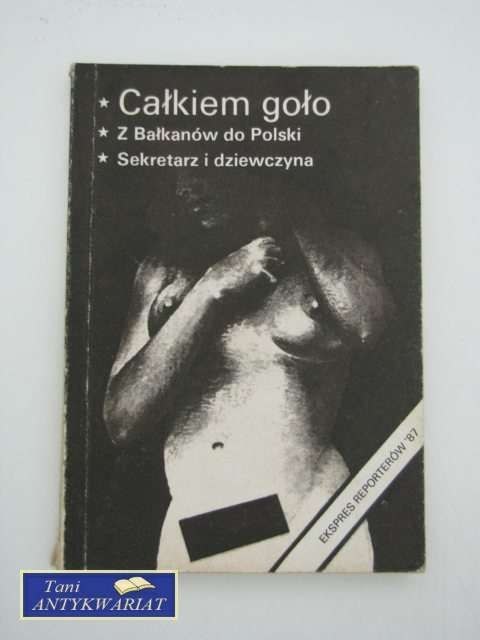 ★ Całkiem goło
★ Z Bałkanów do Polski
★ Sekretarz i dziewczyna
EKSPRES REPORTERÓW '87
Tani
ANTYKWARIAT